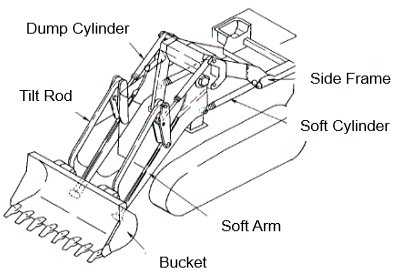 Dump Cylinder
Side Frame
Tilt Rod
Soft Cylinder
Soft Arm
Bucket